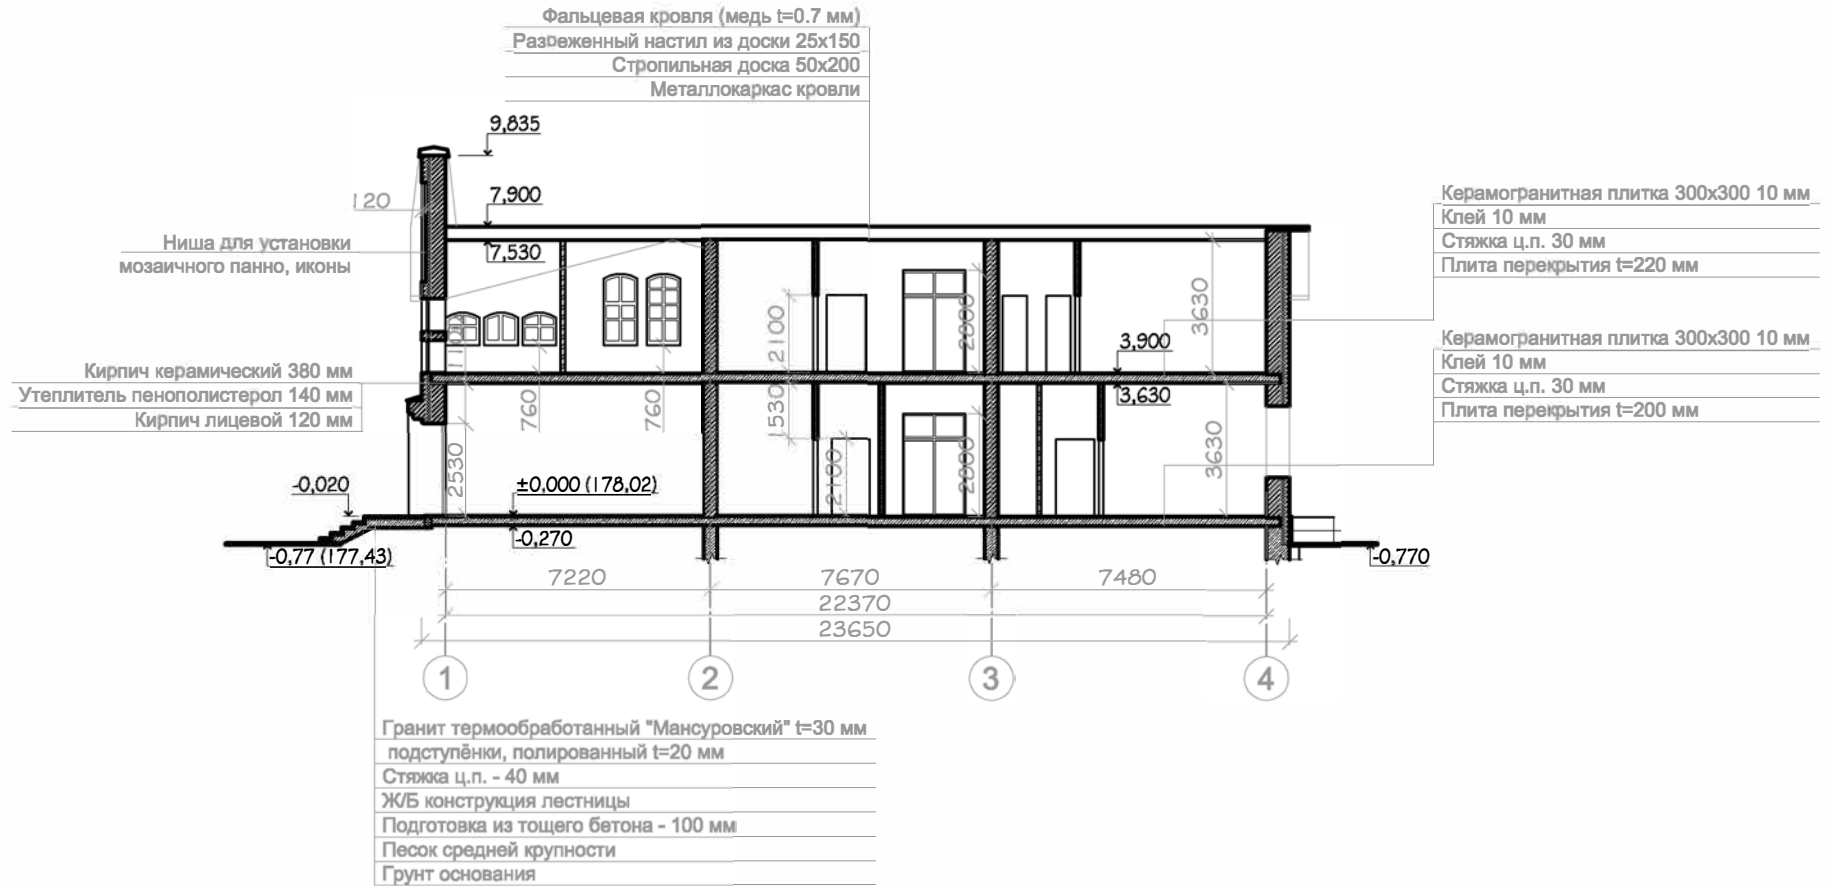 Фальцевая кровля (медь t=0.7 мм)
Разреженный настил из доски 25х150
Стропильная доска 50х200
Металлокаркас кровли
9,835
7,900
120
7,530
Ниша для установки
мозаичного панно, иконы
Керамогранитная плитка 300х300 10 мм
Клей 10 мм
Стяжка ц.п. 30 мм
Плита перекрытия t=220 мм
2100
2800
3630
3,900
3,630
Керамогранитная плитка 300х300 10 мм
Клей 10 мм
Стяжка ц.п. 30 мм
Плита перекрытия t=200 мм
Кирпич керамический 380 мм
Утеплитель пенополистерол 140 мм
Кирпич лицевой 120 мм
760
760
1530
2530
2100
2800
3630
-0,020
±0,000 (178,02)
-0,270
-0,77 (177,43)
-0,770
7220
7670
7480
22370
23650
1
2
3
4
Гранит термообработанный "Мансуровский" t=30 мм
подступёнки, полированный t=20 мм
Стяжка ц.п. - 40 мм
Ж/Б конструкция лестницы
Подготовка из тощего бетона - 100 мм
Песок средней крупности
Грунт основания